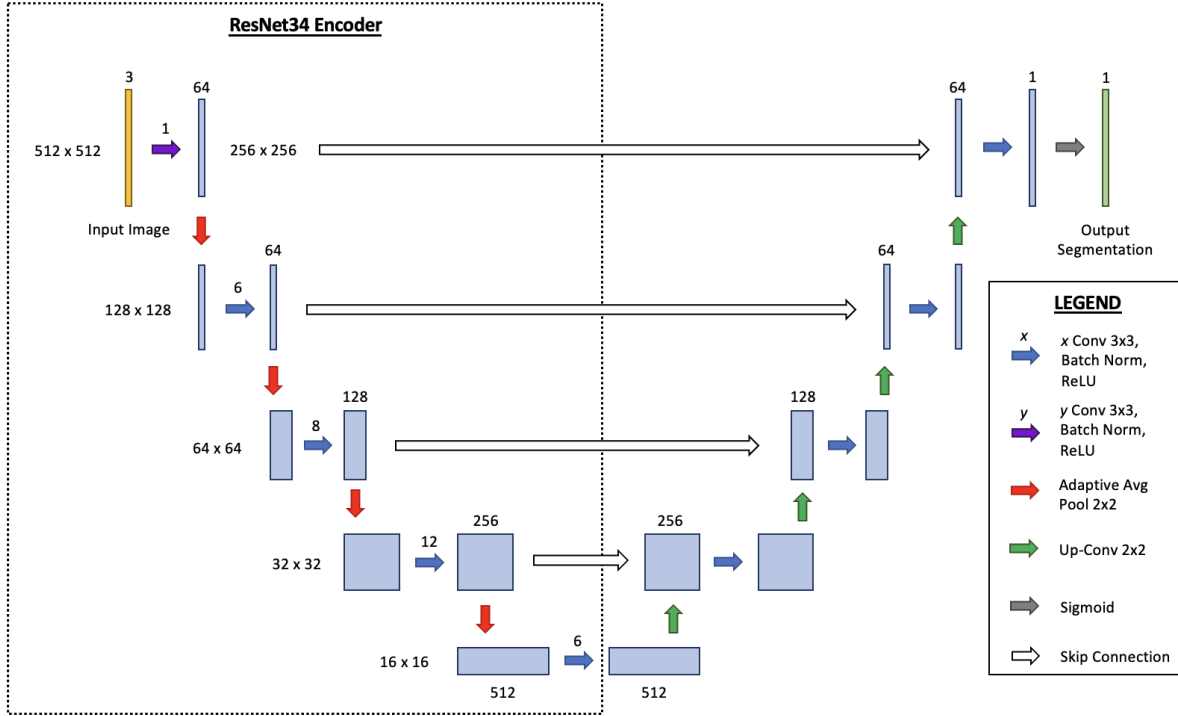 ResNet34 Encoder
3
64
1
512 x 512
256 x 256
Input Image
64
6
128 x 128
128
8
64 x 64
256
12
32 x 32
6
16 x 16
512
512
256
128
64
64
1
1
Output
Segmentation
LEGEND
x
x Conv 3x3,
Batch Norm,
ReLU
y
y Conv 3x3,
Batch Norm,
ReLU
Adaptive Avg
Pool 2x2
Up-Conv 2x2
Sigmoid
Skip Connection